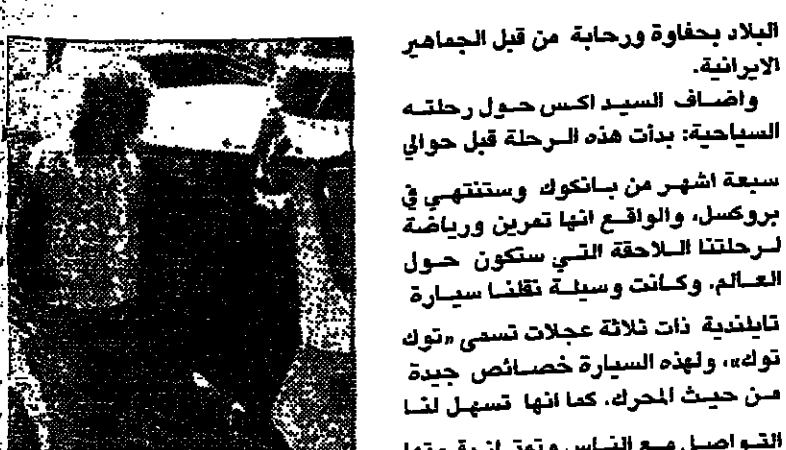 البلاد بحفاوة ورحابة من قبل الجماهير
الايرانية.
واضاف السيد اكس حول رحلته
السياحية: بدأت هذه الرحلة قبل حوالي
سبعة اشهر من بانكوك وستنتهي في
بروكسل، والواقع انها تمرين ورياضة
لرحلتنا اللاحقة التي ستكون حول
العالم. وكانت وسيلة نقلنا سيارة
تايلندية ذات ثلاثة عجلات تسمى «توك
توك»، ولهذه السيارة خصائص جيدة
من حيث المحرك، كما انها تسهل لنا
التواصل مع الناس